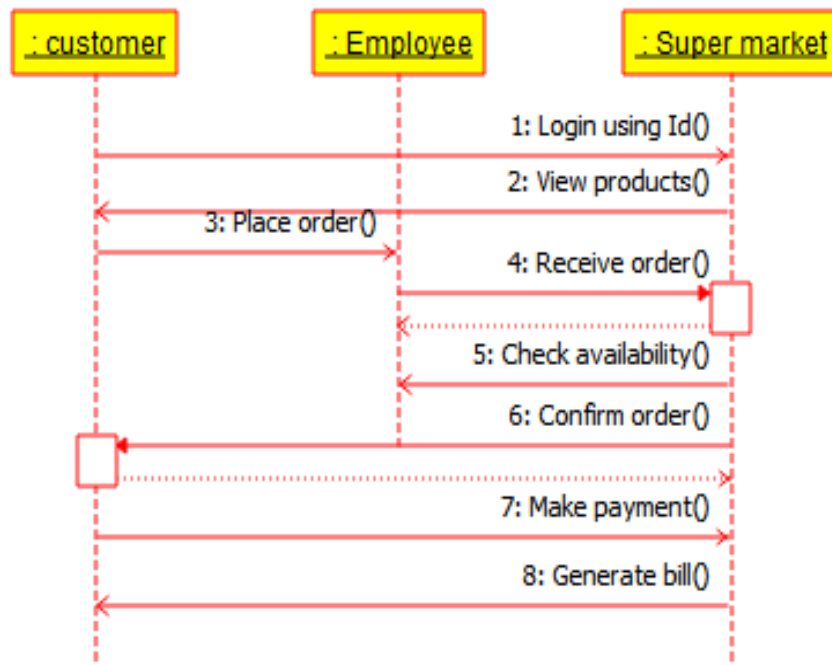 : customer
: Employee
: Super market
1: Login using Id()
2: View products()
3: Place order()
4: Receive order()
5: Check availability()
6: Confirm order()
7: Make payment()
8: Generate bill()